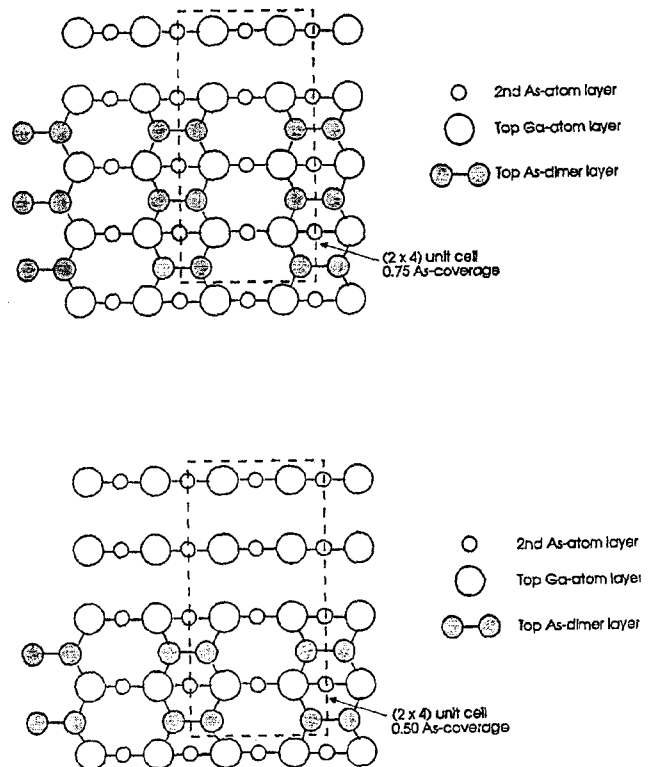 2nd As-atom layer
Top Ga-atom layer
Top As-dimer layer
(2 x 4) unit cell
0.75 As-coverage
2nd As-atom layer
Top Ga-atom layer
Top As-dimer layer
(2 x 4) unit cell
0.50 As-coverage